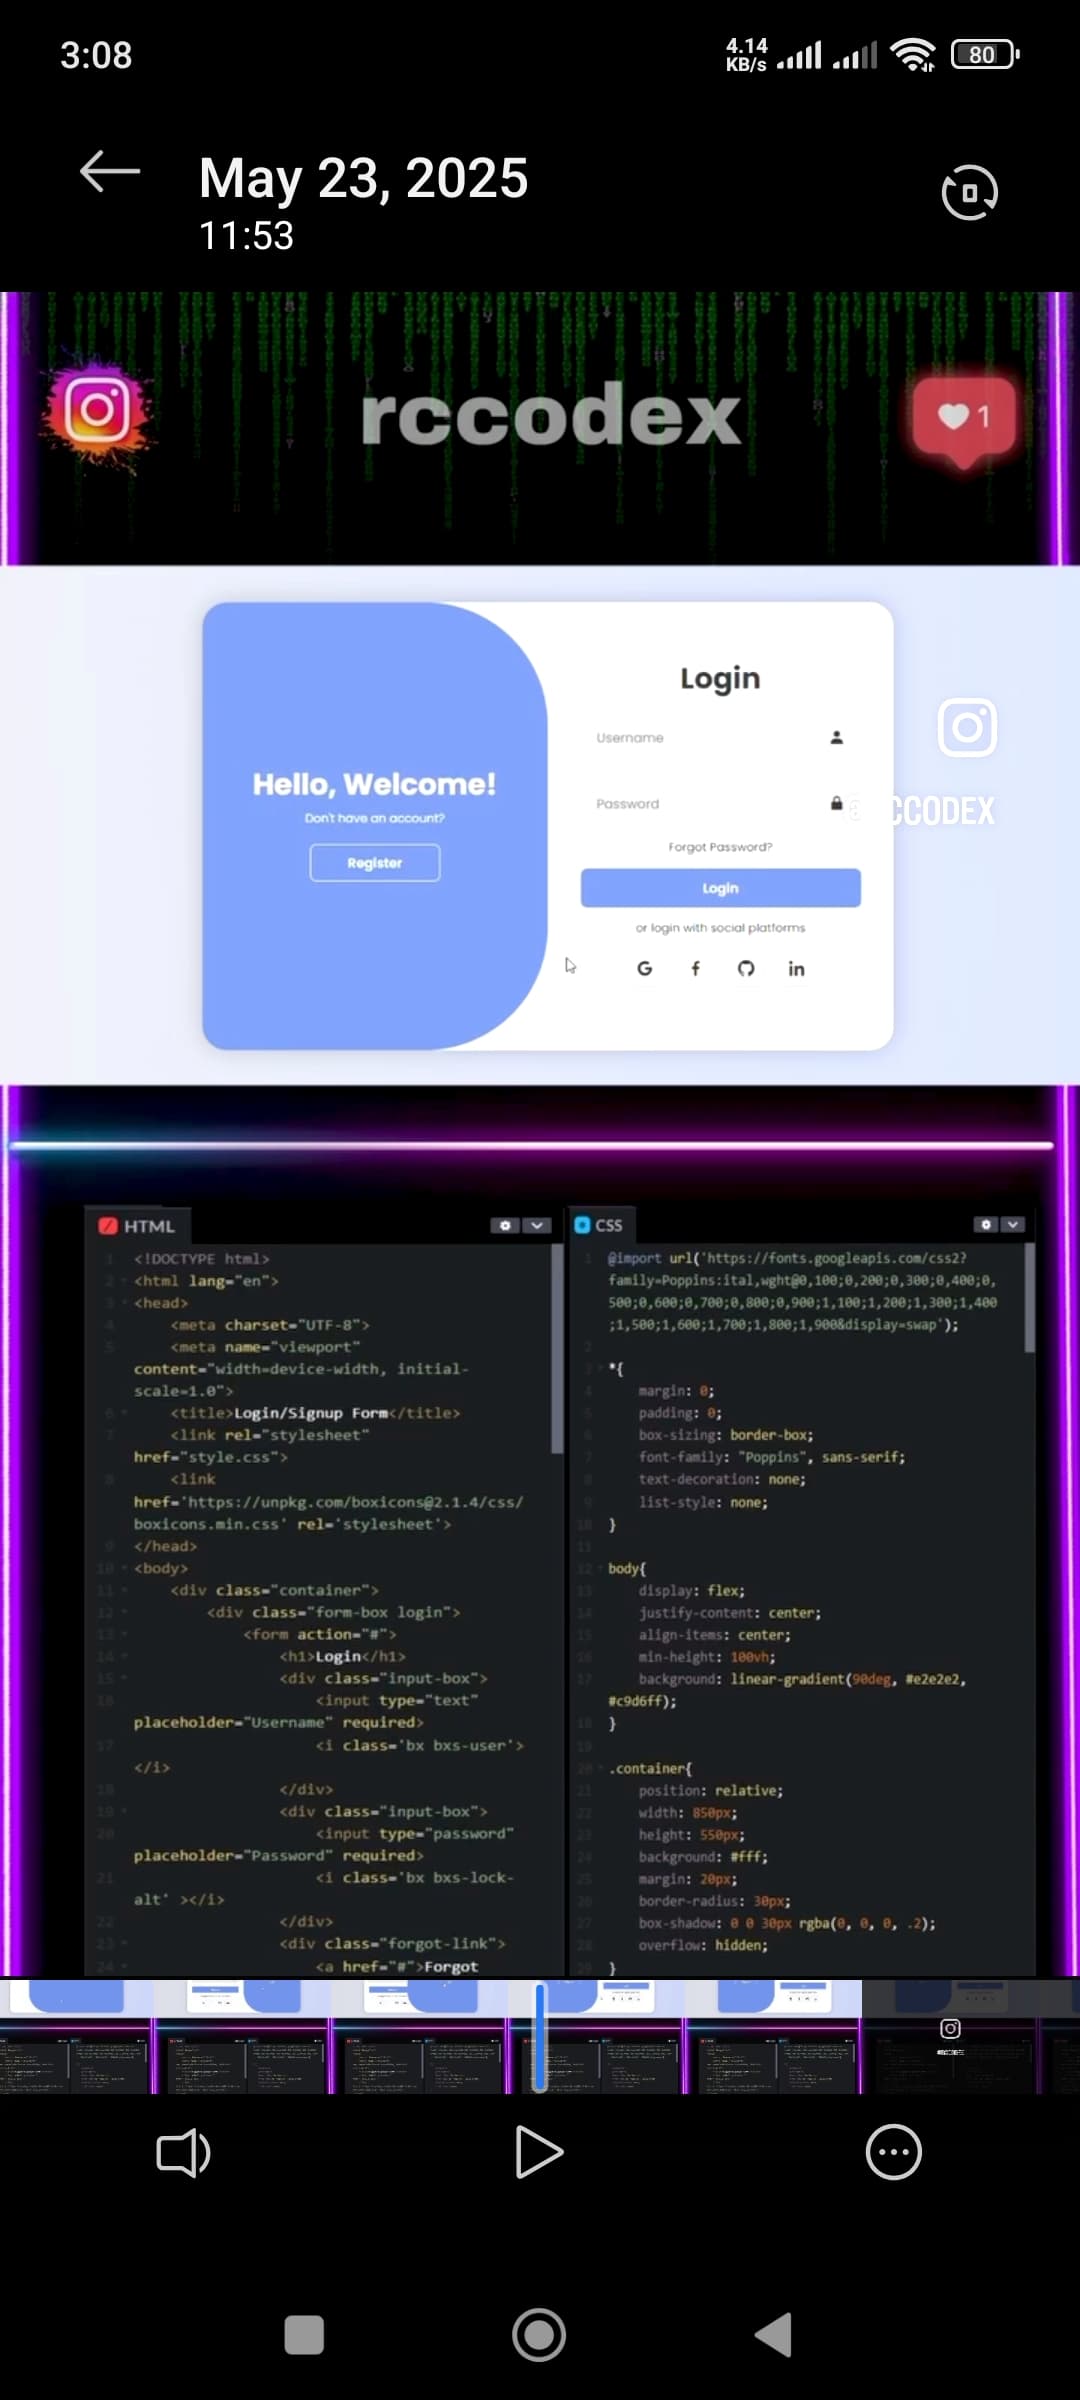 3:08
4.14
KB/s
80
May 23, 2025
11:53
rccodex
1
Login
Username
Hello, Welcome!
Password
CCODEX
Don't have an account?
Forgot Password?
Register
Login
or login with social platforms
HTML
1 <!DOCTYPE html>
2 <html lang="en">
3 <head>
4 <meta charset="UTF-8">
5 <meta name="viewport"
content="width=device-width, initial-
scale=1.0">
6 <title>Login/Signup Form</title>
7 <link rel="stylesheet"
href="style.css">
8 <link
href='https://unpkg.com/boxicons@2.1.4/css/
boxicons.min.css' rel='stylesheet'>
9 </head>
10 <body>
11 <div class="container">
12 <div class="form-box login">
13 <form action="#">
14 <h1>Login</h1>
15 <div class="input-box">
16 <input type="text"
placeholder="Username" required>
17 <i class='bx bxs-user'>
</i>
18 </div>
19 <div class="input-box">
20 <input type="password"
placeholder="Password" required>
21 <i class='bx bxs-lock-
alt' ></i>
22 </div>
23 <div class="forgot-link">
24 <a href="#">Forgot
CSS
1 @import url('https://fonts.googleapis.com/css2?
family=Poppins:ital,wght@0,100;0,200;0,300;0,400;0,
500;0,600;0,700;0,800;0,900;1,100;1,200;1,300;1,400
;1,500;1,600;1,700;1,800;1,900&display=swap');
2
3 *{
4 margin: 0;
5 padding: 0;
6 box-sizing: border-box;
7 font-family: "Poppins", sans-serif;
8 text-decoration: none;
9 list-style: none;
10 }
11
12 body{
13 display: flex;
14 justify-content: center;
15 align-items: center;
16 min-height: 100vh;
17 background: linear-gradient(90deg, #e2e2e2,
#c9d6ff);
18 }
19
20 .container{
21 position: relative;
22 width: 850px;
23 height: 550px;
24 background: #fff;
25 margin: 20px;
26 border-radius: 30px;
27 box-shadow: 0 0 30px rgba(0, 0, 0, .2);
28 overflow: hidden;
29 }